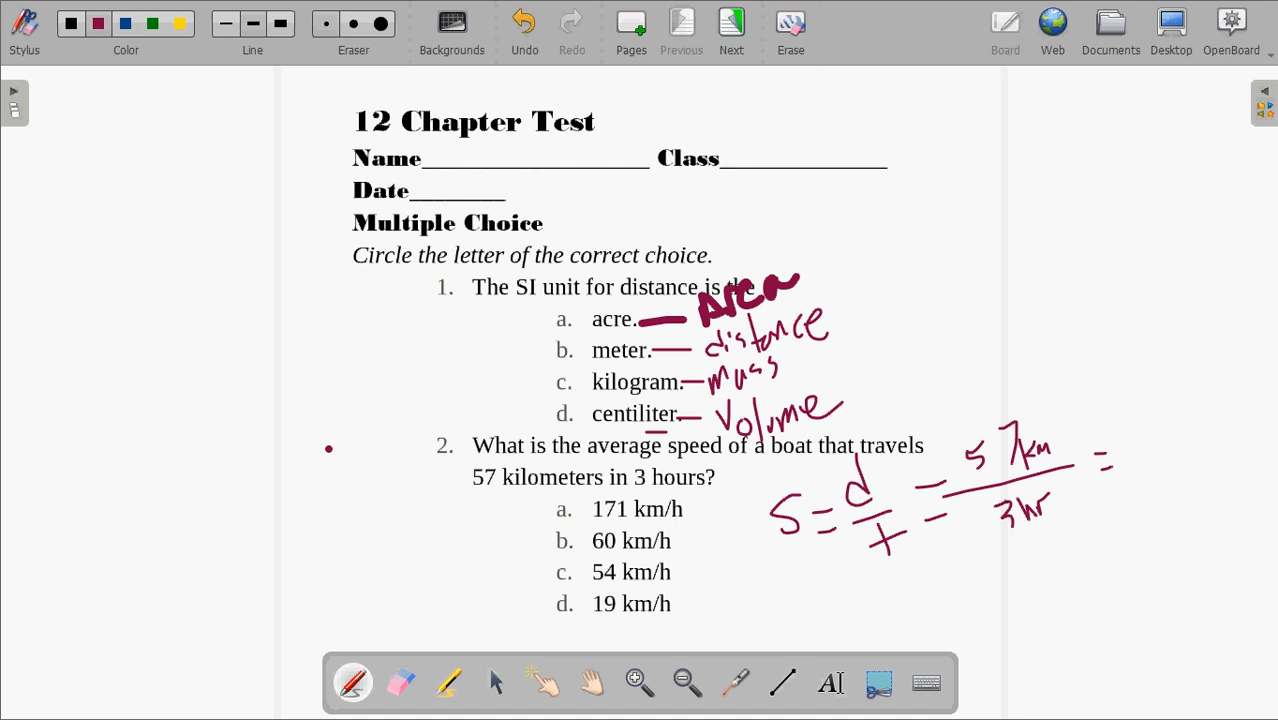 Stylus Color Line Eraser Backgrounds Undo Redo Pages Previous Next Erase Board Web Documents Desktop OpenBoard
12 Chapter Test
Name___________________ Class______________
Date________
Multiple Choice
Circle the letter of the correct choice.
1. The SI unit for distance is the
a. acre. — Area
b. meter. — distance
c. kilogram. — mass
d. centiliter. — Volume
2. What is the average speed of a boat that travels
57 kilometers in 3 hours?
a. 171 km/h
b. 60 km/h
c. 54 km/h
d. 19 km/h
S = d/t = 57km/3hr =